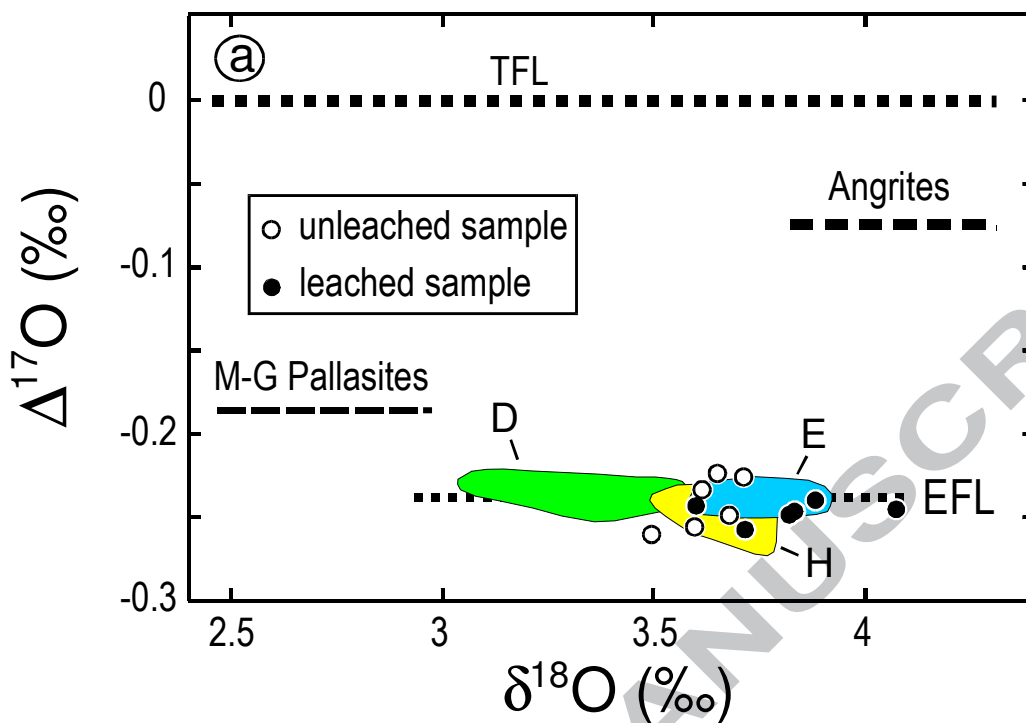 a
TFL
0
Angrites
unleached sample
leached sample
-0.1
Δ¹⁷O (‰)
M-G Pallasites
-0.2
D
E
EFL
H
-0.3
2.5 3 3.5 4
δ¹⁸O (‰)
ANUSCR